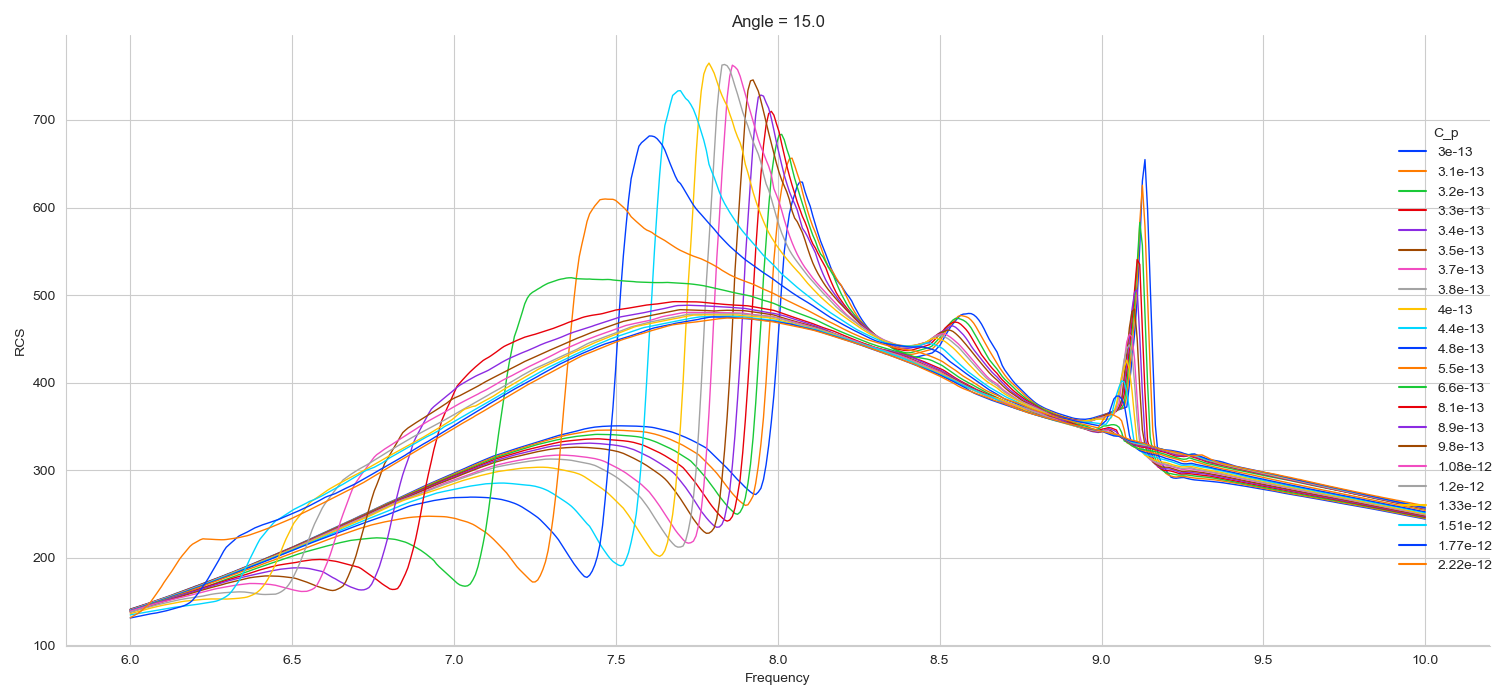 Angle = 15.0
RCS
700
600
500
400
300
200
100
6.0
6.5
7.0
7.5
8.0
8.5
9.0
9.5
10.0
Frequency
C_p
3e-13
3.1e-13
3.2e-13
3.3e-13
3.4e-13
3.5e-13
3.7e-13
3.8e-13
4e-13
4.4e-13
4.8e-13
5.5e-13
6.6e-13
8.1e-13
8.9e-13
9.8e-13
1.08e-12
1.2e-12
1.33e-12
1.51e-12
1.77e-12
2.22e-12